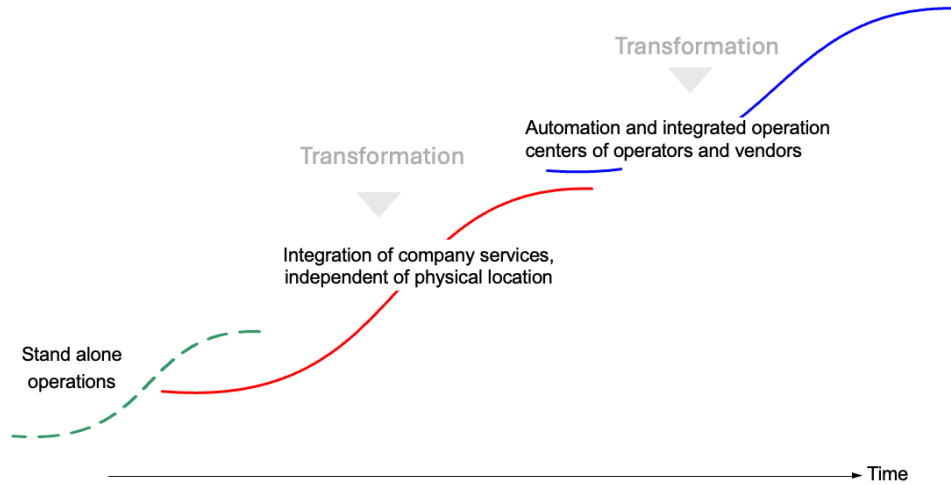 Transformation
Automation and integrated operation
centers of operators and vendors
Transformation
Integration of company services,
independent of physical location
Stand alone
operations
Time